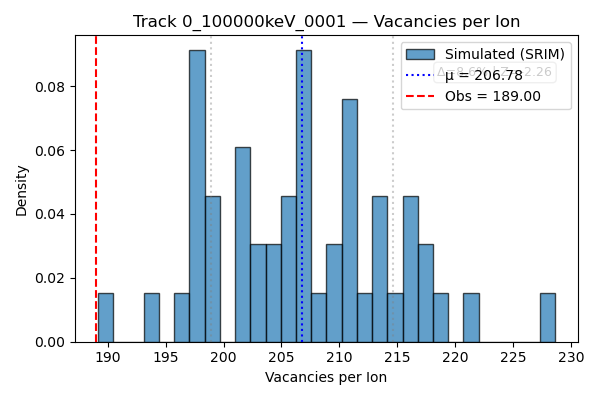 Track 0_100000keV_0001 — Vacancies per Ion
Simulated (SRIM)
μ = 206.78
Obs = 189.00
Density
0.08
0.06
0.04
0.02
0.00
190 195 200 205 210 215 220 225 230
Vacancies per Ion